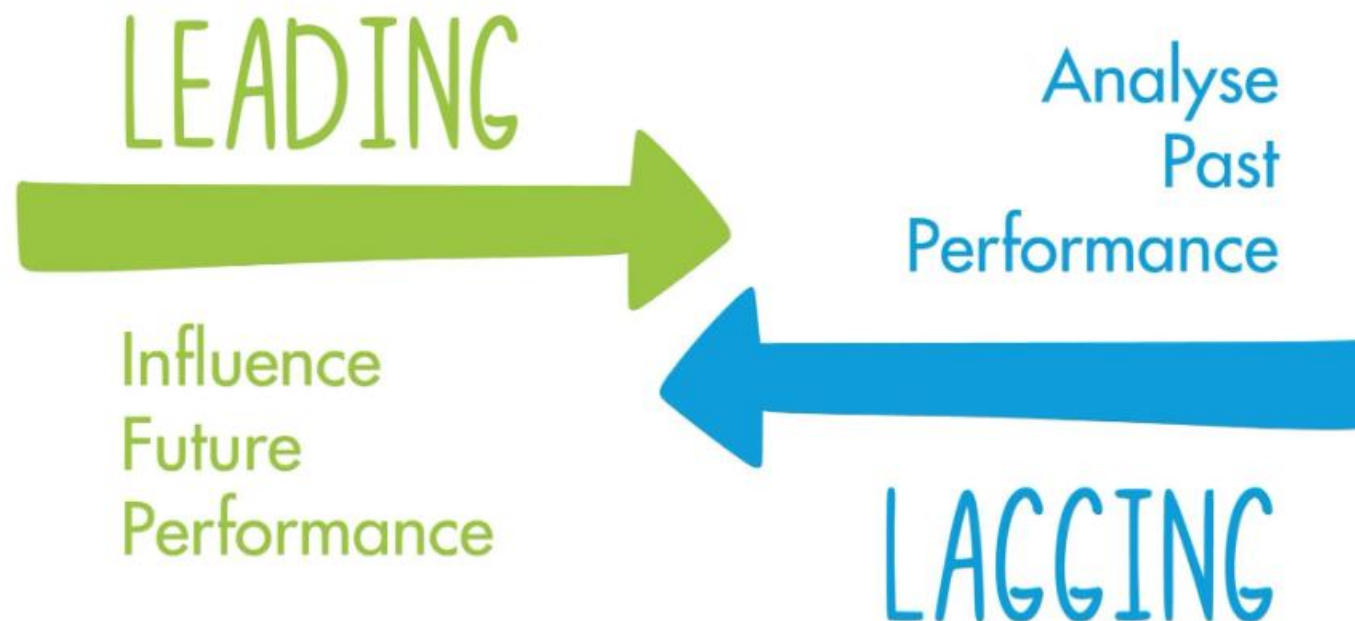 LEADING
Influence
Future
Performance
Analyse
Past
Performance
LAGGING